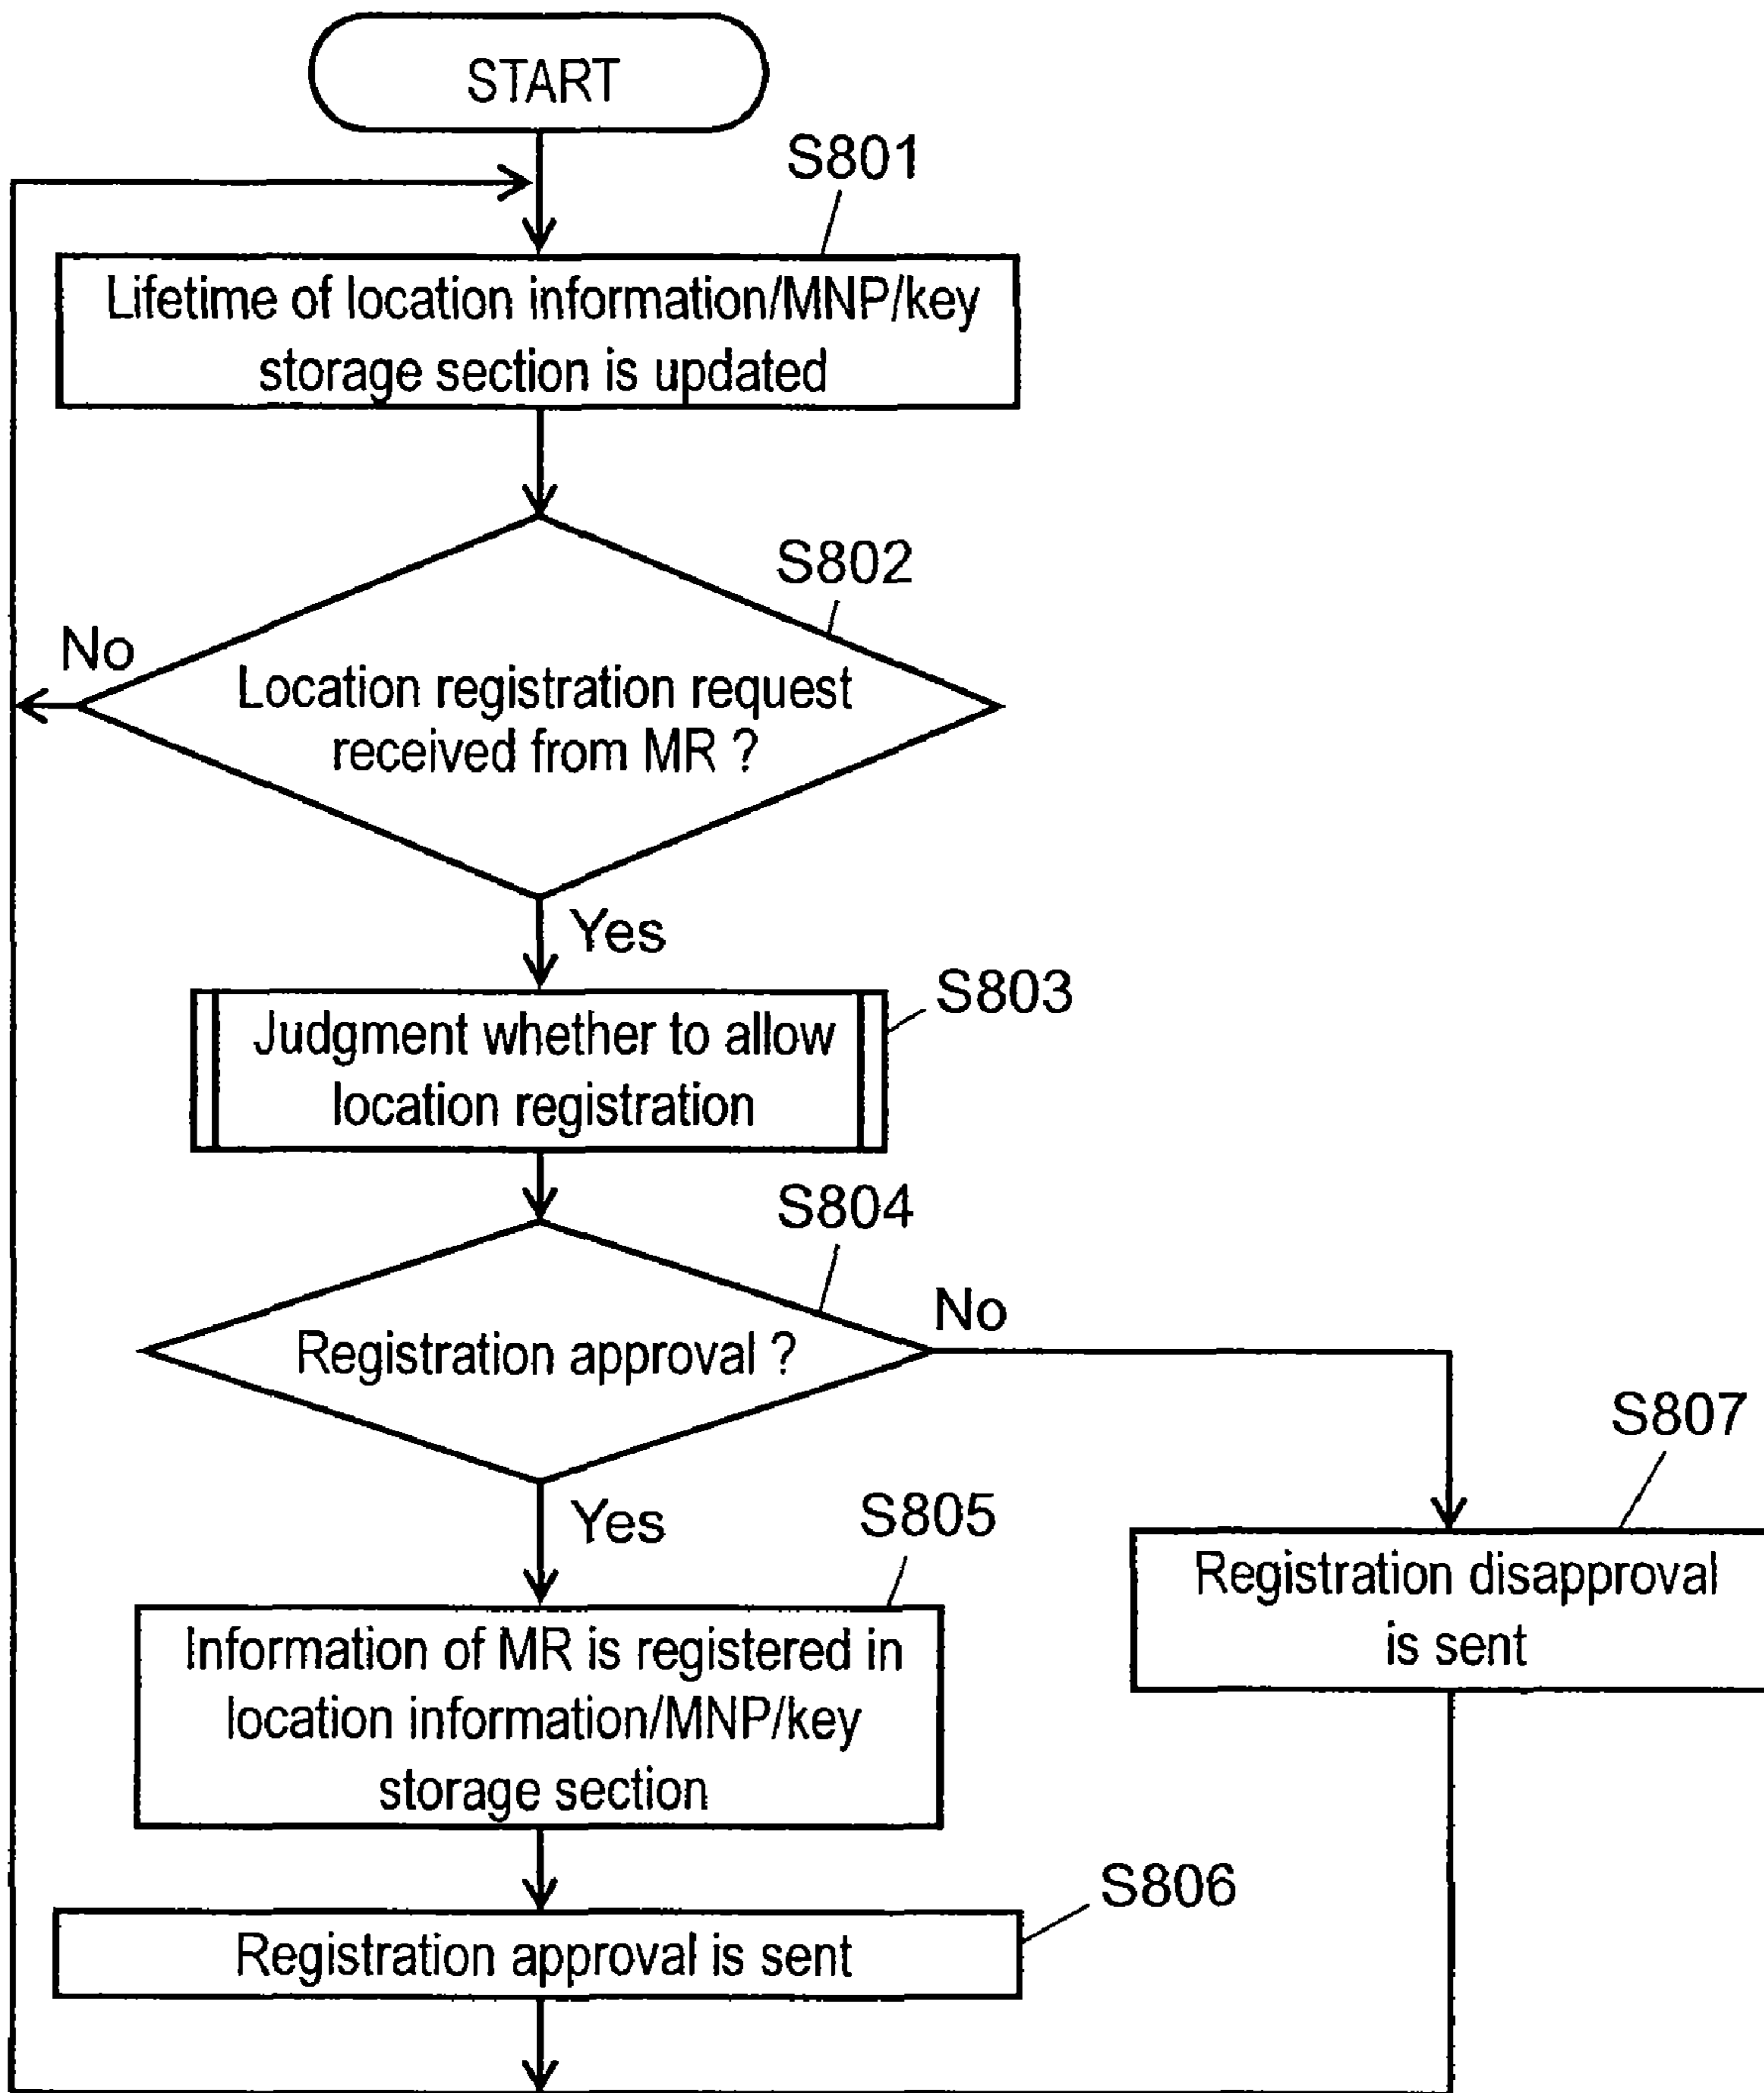 START
S801
Lifetime of location information/MNP/key
storage section is updated
S802
No
Location registration request
received from MR ?
Yes
S803
Judgment whether to allow
location registration
S804
No
Registration approval ?
S807
Yes
S805
Registration disapproval
is sent
Information of MR is registered in
location information/MNP/key
storage section
S806
Registration approval is sent